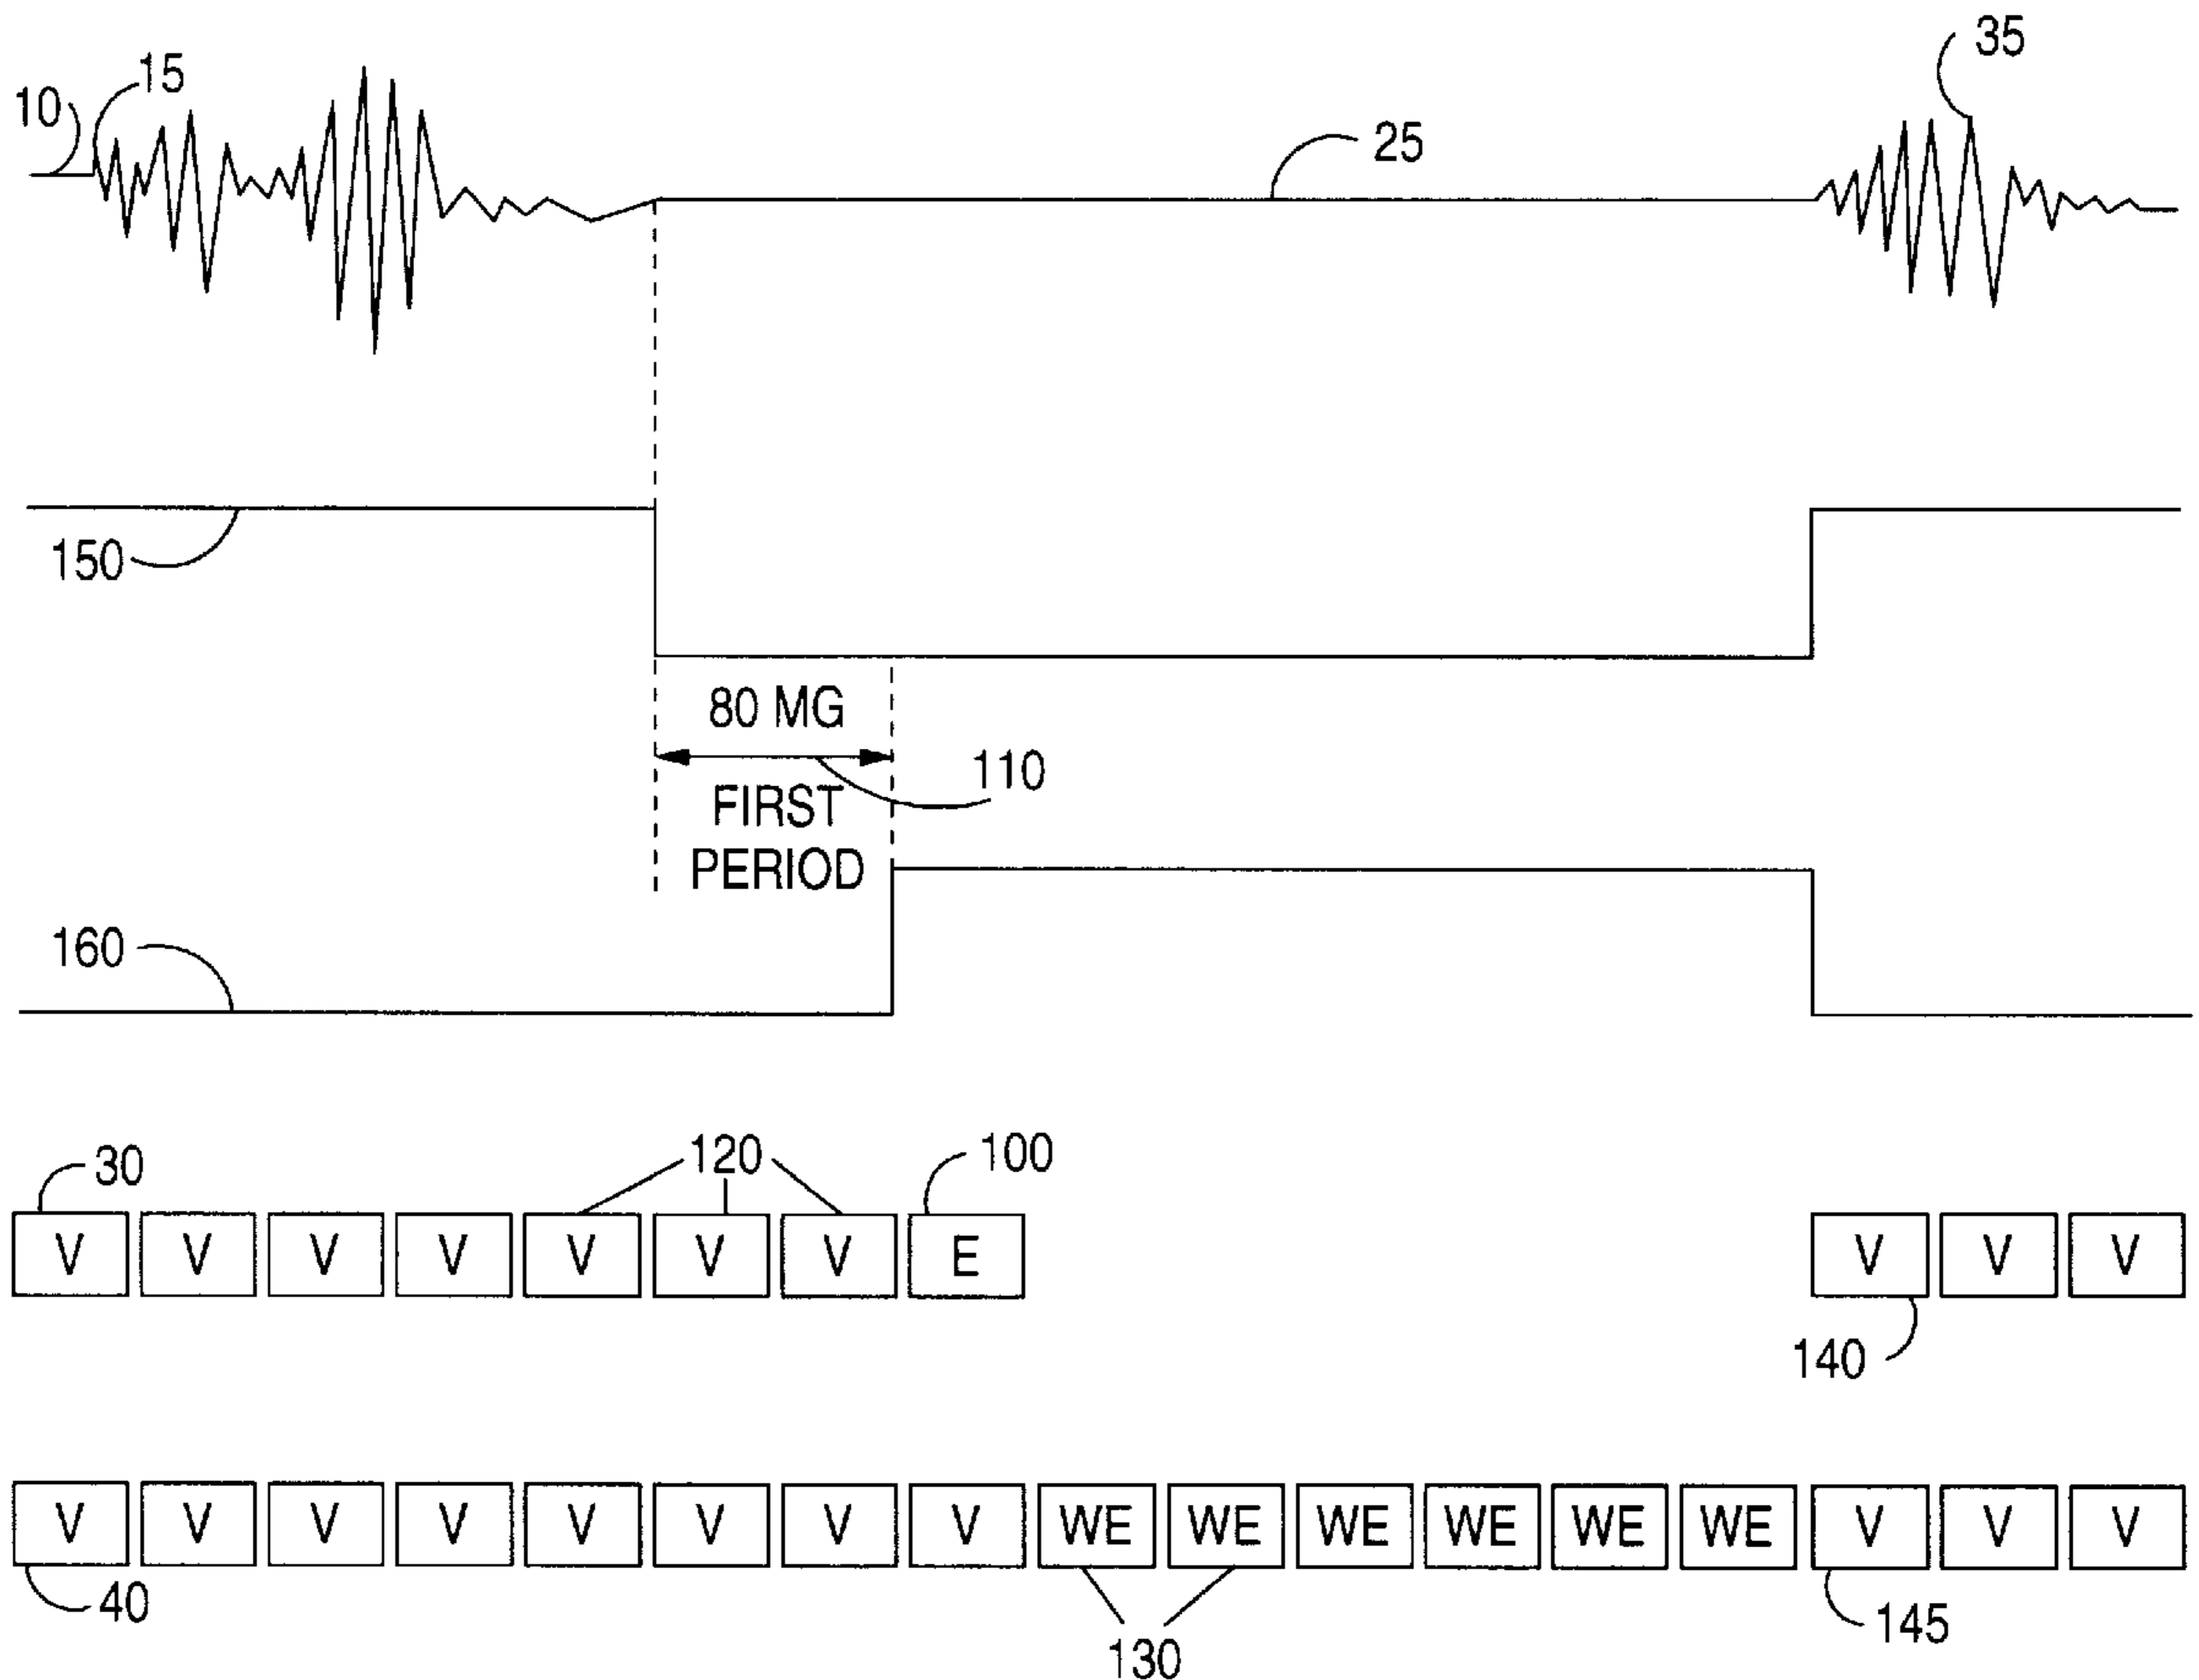 35
15
10
25
150
80 MG
110
FIRST
PERIOD
160
30
120
100
V V V V V V V E V V V
140
V V V V V V V V WE WE WE WE WE WE V V V
40
145
130